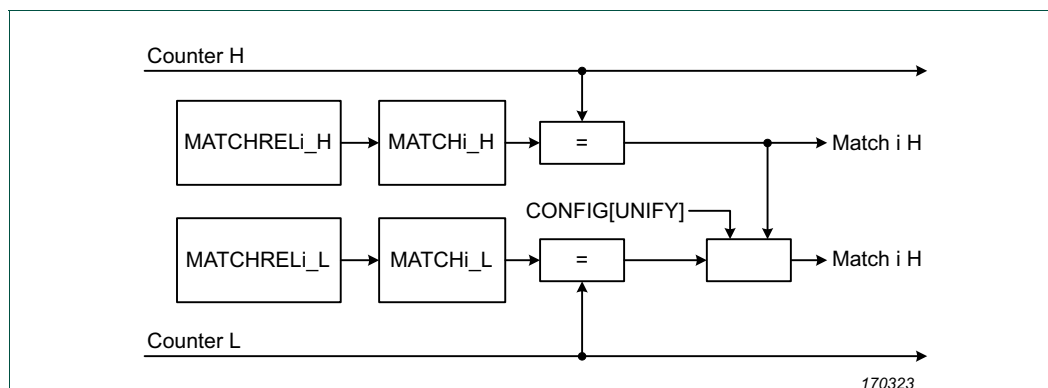 Counter H
MATCHRELi_H
MATCHi_H
=
Match i H
CONFIG[UNIFY]
MATCHRELi_L
MATCHi_L
=
Match i H
Counter L
170323